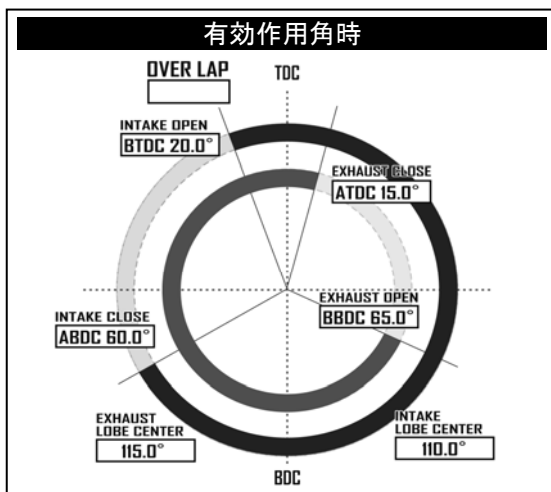 有効作用角時
OVER LAP
TDC
INTAKE OPEN
BTDC 20.0°
EXHAUST CLOSE
ATDC 15.0°
EXHAUST OPEN
BBDC 65.0°
INTAKE CLOSE
ABDC 60.0°
EXHAUST
LOBE CENTER
115.0°
INTAKE
LOBE CENTER
110.0°
BDC